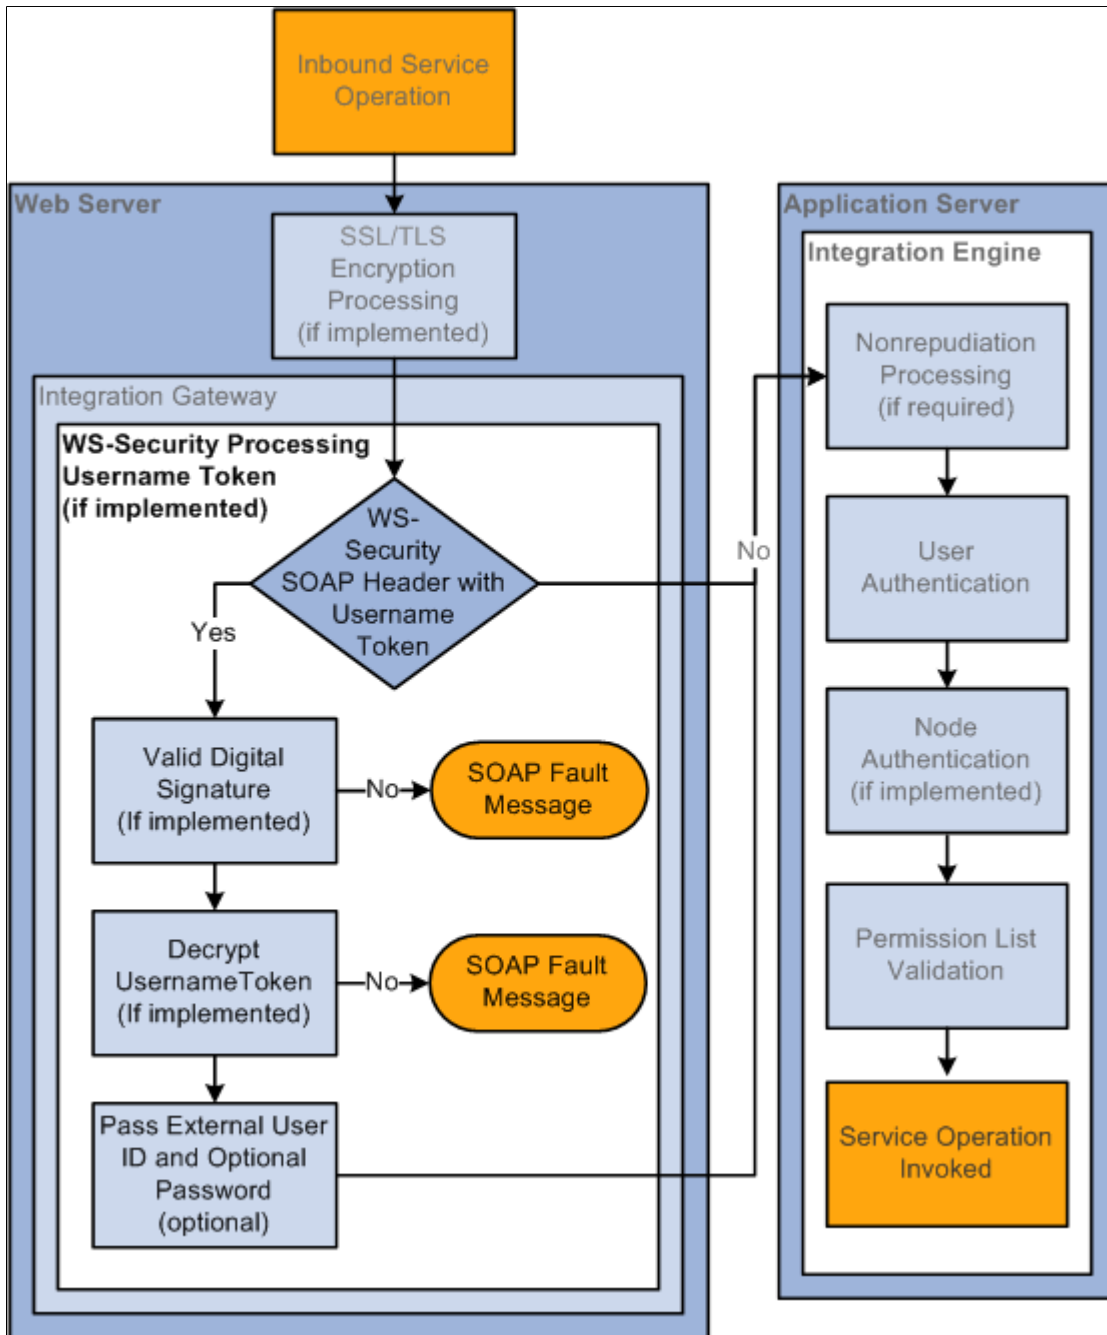 Inbound Service
Operation
Web Server
SSL/TLS
Encryption
Processing
(if implemented)
Integration Gateway
WS-Security Processing
Username Token
(if implemented)
WS-
Security
SOAP Header with
Username
Token
Yes
No
Valid Digital
Signature
(If implemented)
No
SOAP Fault
Message
Decrypt
UsernameToken
(If implemented)
No
SOAP Fault
Message
Pass External User
ID and Optional
Password
(optional)
Application Server
Integration Engine
Nonrepudiation
Processing
(if required)
User
Authentication
Node
Authentication
(if implemented)
Permission List
Validation
Service Operation
Invoked